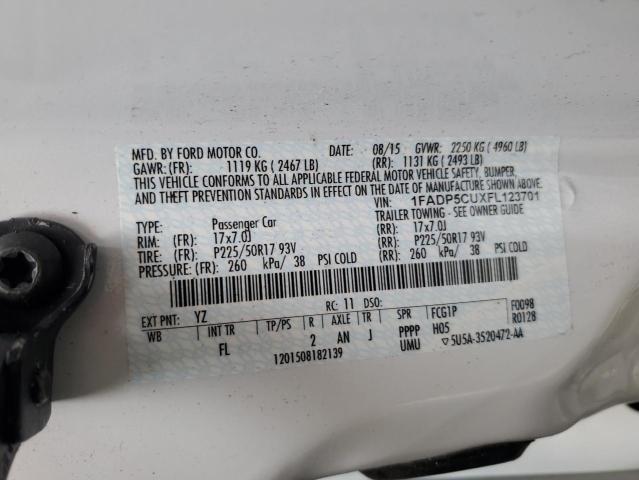 MFD. BY FORD MOTOR CO. DATE: 08/15 GVWR: 2250 KG ( 4960 LB)
GAWR: (FR): 1119 KG ( 2467 LB) (RR): 1131 KG ( 2493 LB)
THIS VEHICLE CONFORMS TO ALL APPLICABLE FEDERAL MOTOR VEHICLE SAFETY, BUMPER,
AND THEFT PREVENTION STANDARDS IN EFFECT ON THE DATE OF MANUFACTURE SHOWN ABOVE.
VIN: 1FADP5CUXFL123701
TYPE: Passenger Car TRAILER TOWING - SEE OWNER GUIDE
RIM: (FR): 17x7.0J (RR): 17x7.0J
TIRE: (FR): P225/50R17 93V (RR): P225/50R17 93V
PRESSURE: (FR): 260 kPa/ 38 PSI COLD (RR): 260 kPa/ 38 PSI COLD
EXT PNT: YZ RC: 11 DSO: F0098
WB INT TR TP/PS R AXLE TR SPR FCG1P R0128
FL 2 AN J PPPP H05
1201508182139 UMU ▽ 5U5A-3520472-AA